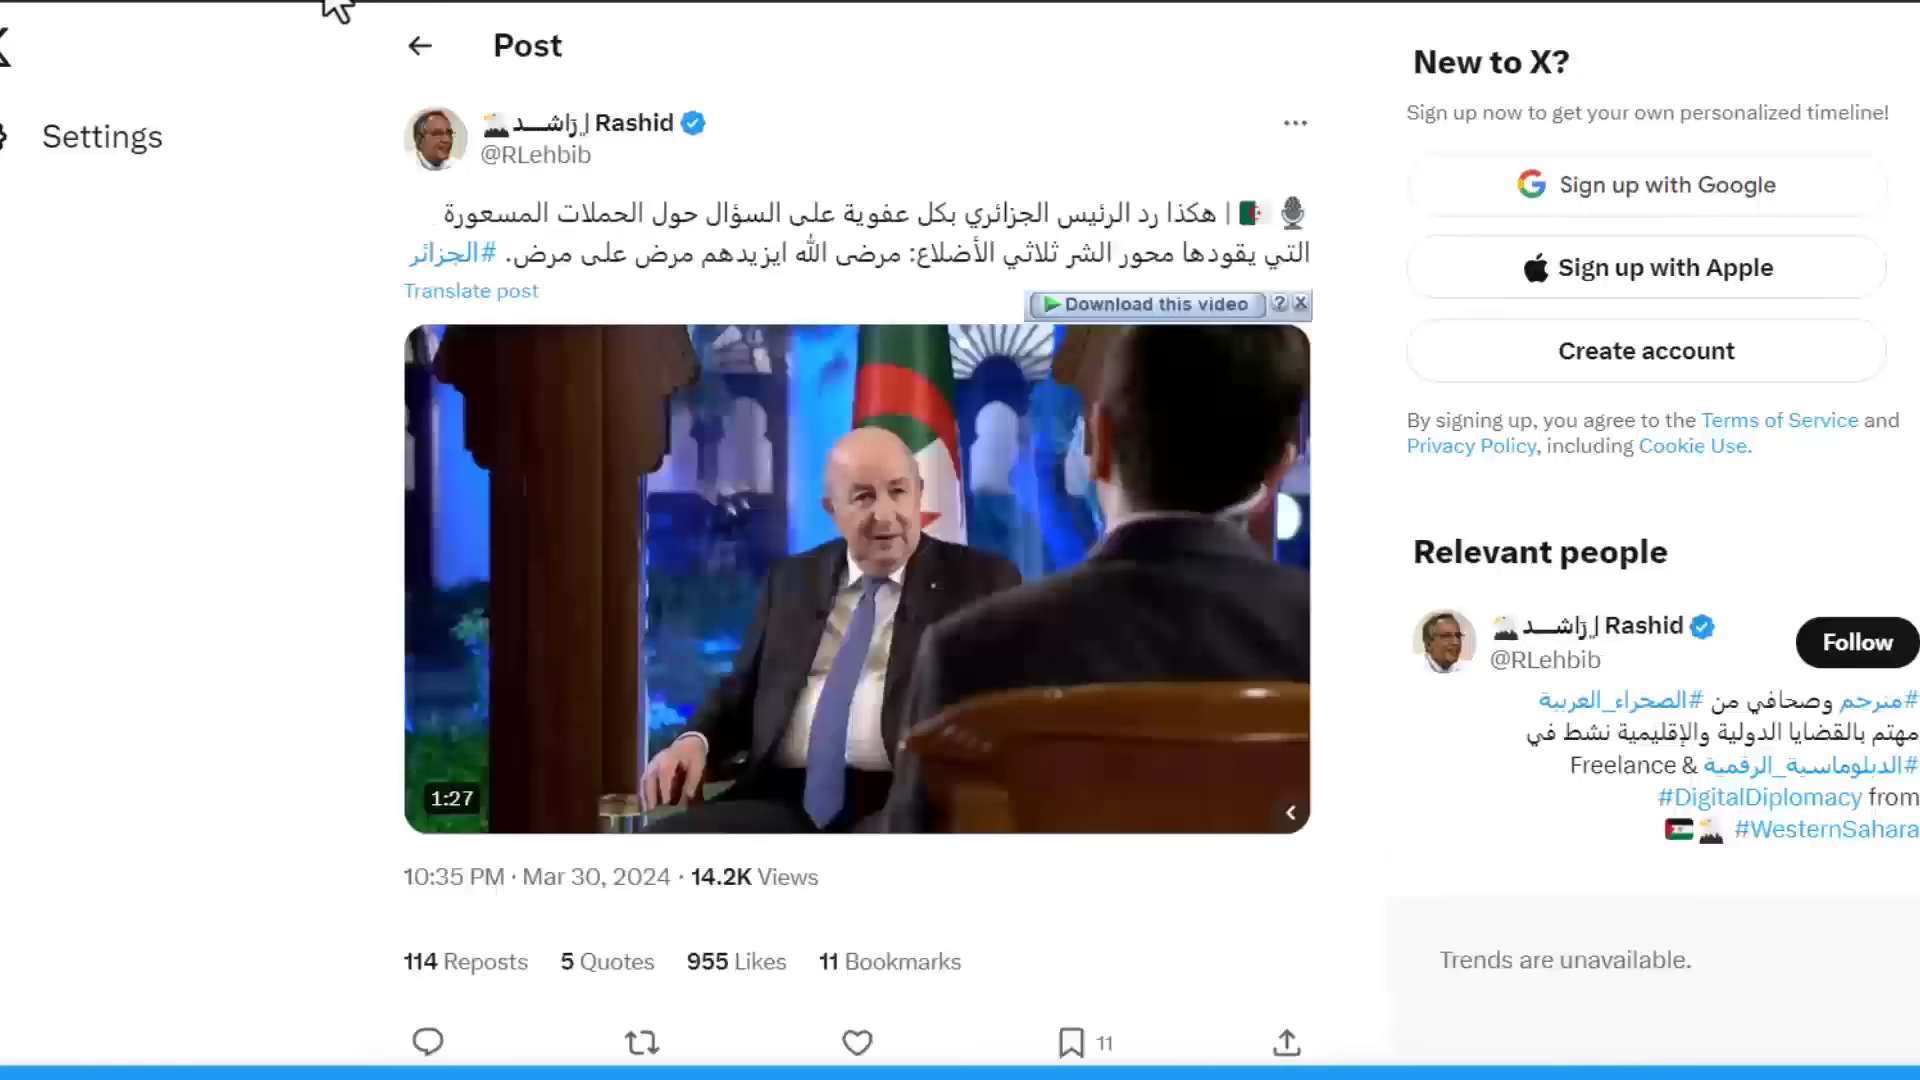 Post
Settings
رَاشـــد | Rashid
@RLehbib
| هكذا رد الرئيس الجزائري بكل عفوية على السؤال حول الحملات المسعورة
التي يقودها محور الشر ثلاثي الأضلاع: مرضى الله ايزيدهم مرض على مرض. #الجزائر
Translate post
Download this video ? X
1:27
10:35 PM · Mar 30, 2024 · 14.2K Views
114 Reposts 5 Quotes 955 Likes 11 Bookmarks
11
New to X?
Sign up now to get your own personalized timeline!
Sign up with Google
Sign up with Apple
Create account
By signing up, you agree to the Terms of Service and
Privacy Policy, including Cookie Use.
Relevant people
رَاشـــد | Rashid
@RLehbib
Follow
#مترجم وصحافي من #الصحراء_الغربية
مهتم بالقضايا الدولية والإقليمية نشط في
#الدبلوماسية_الرقمية & Freelance
#DigitalDiplomacy from
#WesternSahara
Trends are unavailable.